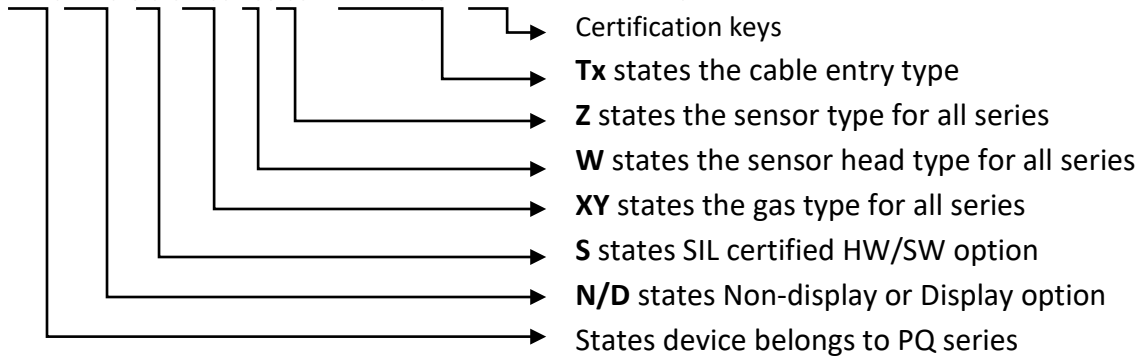 Certification keys
Tx states the cable entry type
Z states the sensor type for all series
W states the sensor head type for all series
XY states the gas type for all series
S states SIL certified HW/SW option
N/D states Non-display or Display option
States device belongs to PQ series